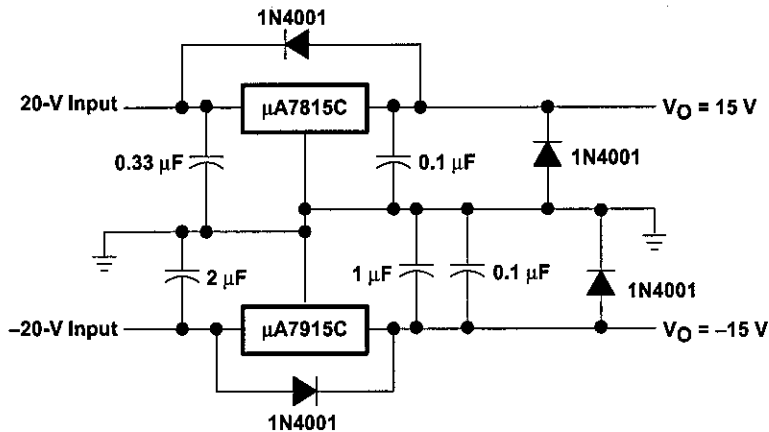 1N4001
20-V Input
µA7815C
VO = 15 V
0.33 µF
0.1 µF
1N4001
2 µF
1 µF
0.1 µF
1N4001
–20-V Input
µA7915C
VO = –15 V
1N4001